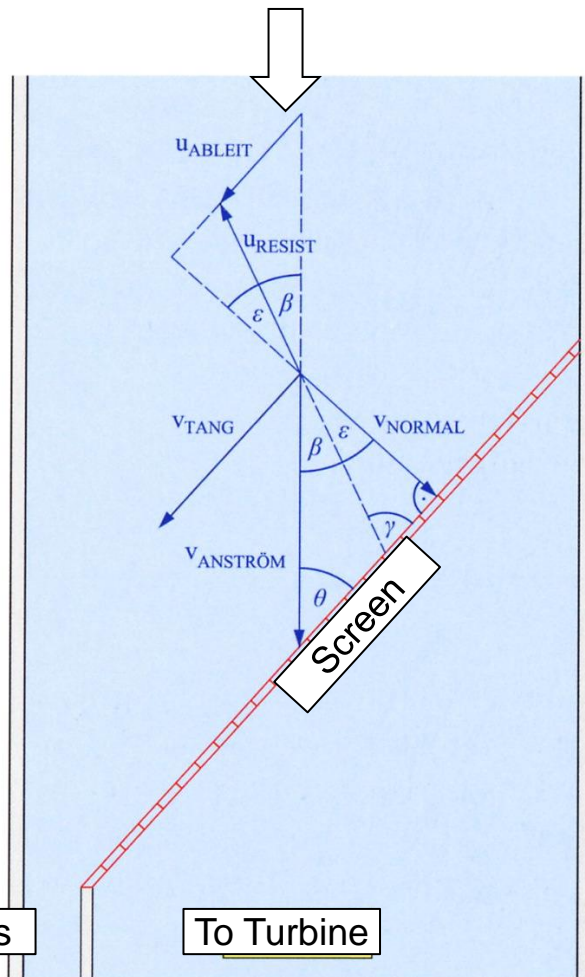 uABLEIT
uRESIST
ε β
vTANG
vNORMAL
β ε
γ
vANSTRÖM
θ
Screen
s
To Turbine